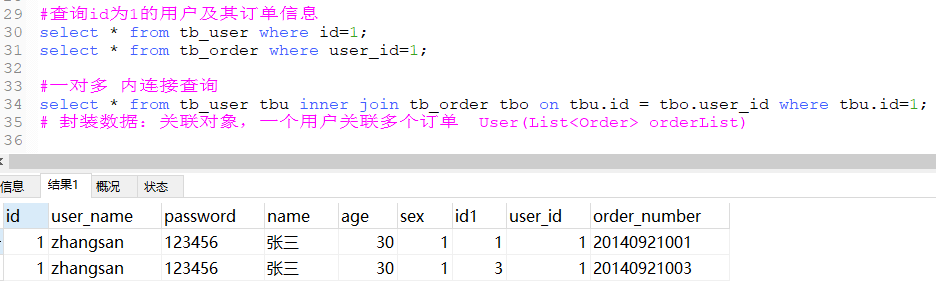 29 #查询id为1的用户及其订单信息
30 select * from tb_user where id=1;
31 select * from tb_order where user_id=1;
32
33 #一对多 内连接查询
34 select * from tb_user tbu inner join tb_order tbo on tbu.id = tbo.user_id where tbu.id=1;
35 # 封装数据：关联对象，一个用户关联多个订单 User(List<Order> orderList)
36
信息 结果1 概况 状态
id user_name password name age sex id1 user_id order_number
1 zhangsan 123456 张三 30 1 1 1 20140921001
1 zhangsan 123456 张三 30 1 3 1 20140921003